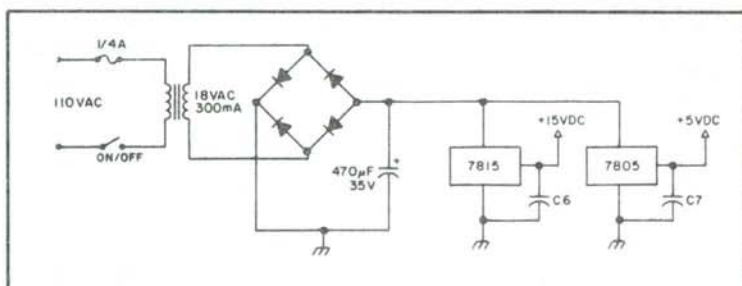 1/4A
110VAC
ON/OFF
18VAC
300mA
470µF
35V
+
7815
+15VDC
C6
7805
+5VDC
C7